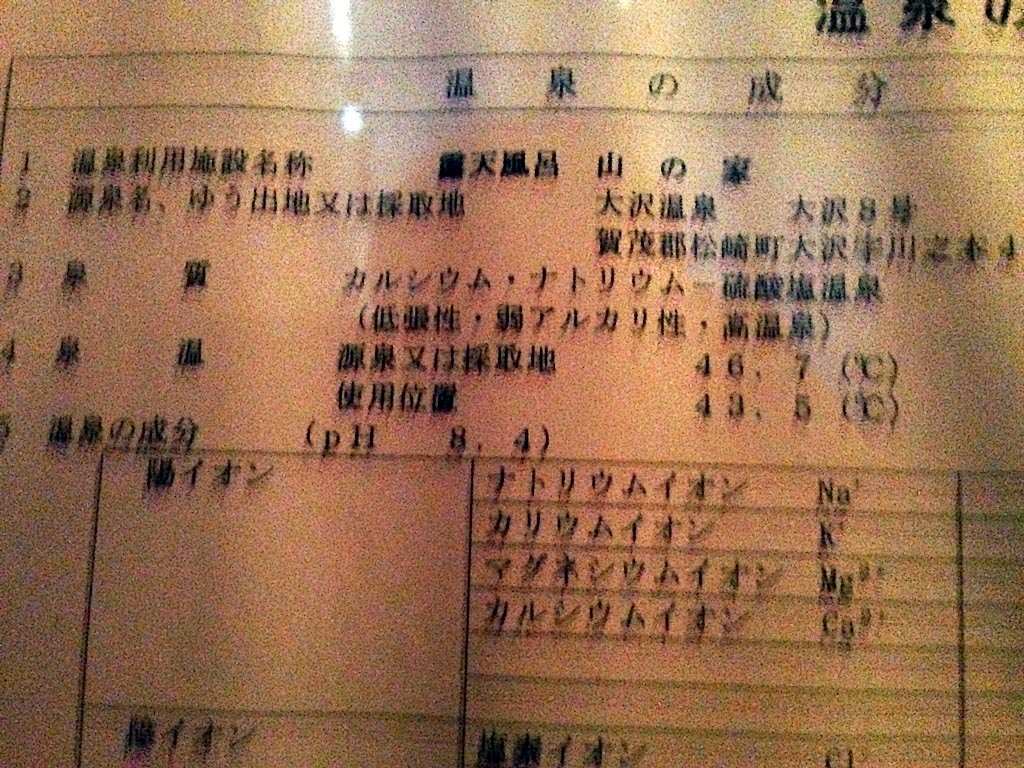 温泉の
温泉の成分
1 温泉利用施設名称 露天風呂 山の家
2 源泉名、ゆう出地又は採取地 大沢温泉 大沢8号
賀茂郡松崎町大沢字川之本4
3 泉質 カルシウム・ナトリウム－硫酸塩温泉
(低張性・弱アルカリ性・高温泉)
4 泉温 源泉又は採取地 46.7 (℃)
使用位置 43.5 (℃)
5 温泉の成分 (pH 8.4)
陽イオン ナトリウムイオン Na⁺
カリウムイオン K⁺
マグネシウムイオン Mg²⁺
カルシウムイオン Ca²⁺
陰イオン 塩素イオン Cl